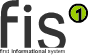 fis 1
first informational system